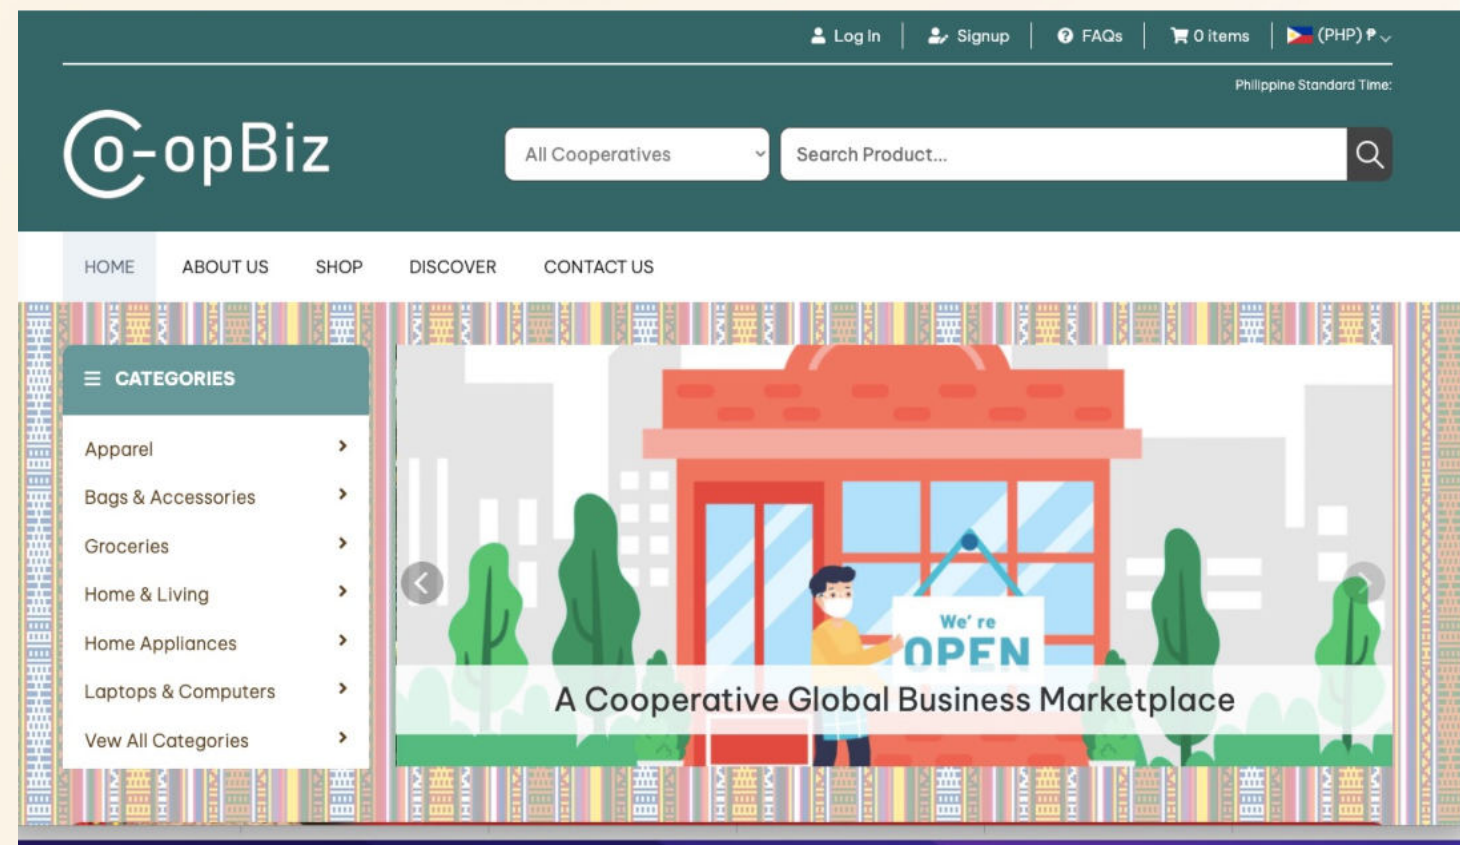 Log In
Signup
FAQs
0 items
(PHP) ₱
Philippine Standard Time:
Co-opBiz
All Cooperatives
Search Product...
HOME
ABOUT US
SHOP
DISCOVER
CONTACT US
CATEGORIES
Apparel
Bags & Accessories
Groceries
Home & Living
Home Appliances
Laptops & Computers
Vew All Categories
We're
OPEN
A Cooperative Global Business Marketplace